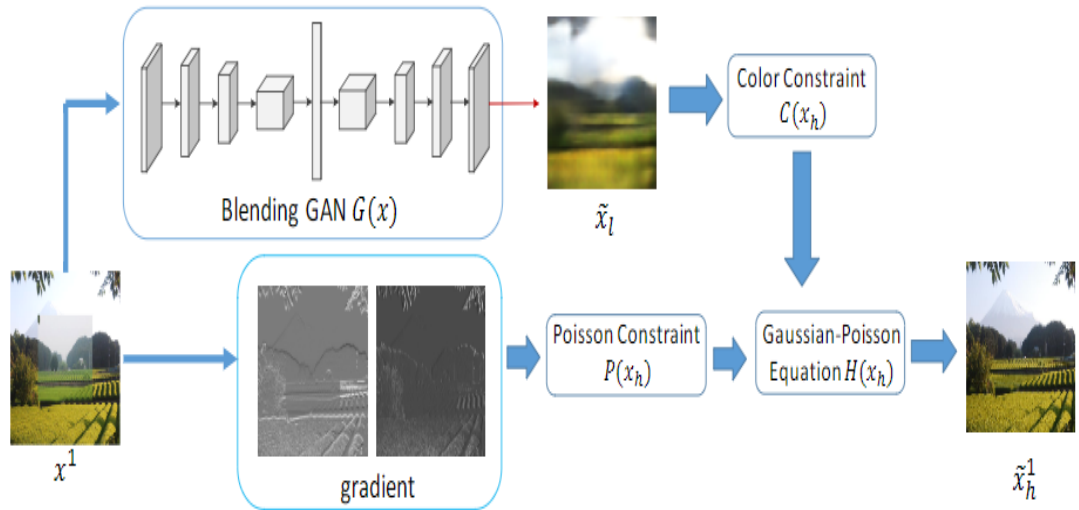 Blending GAN G(x)
x̃_l
Color Constraint
C(x_h)
x^1
gradient
Poisson Constraint
P(x_h)
Gaussian-Poisson
Equation H(x_h)
x̃_h^1